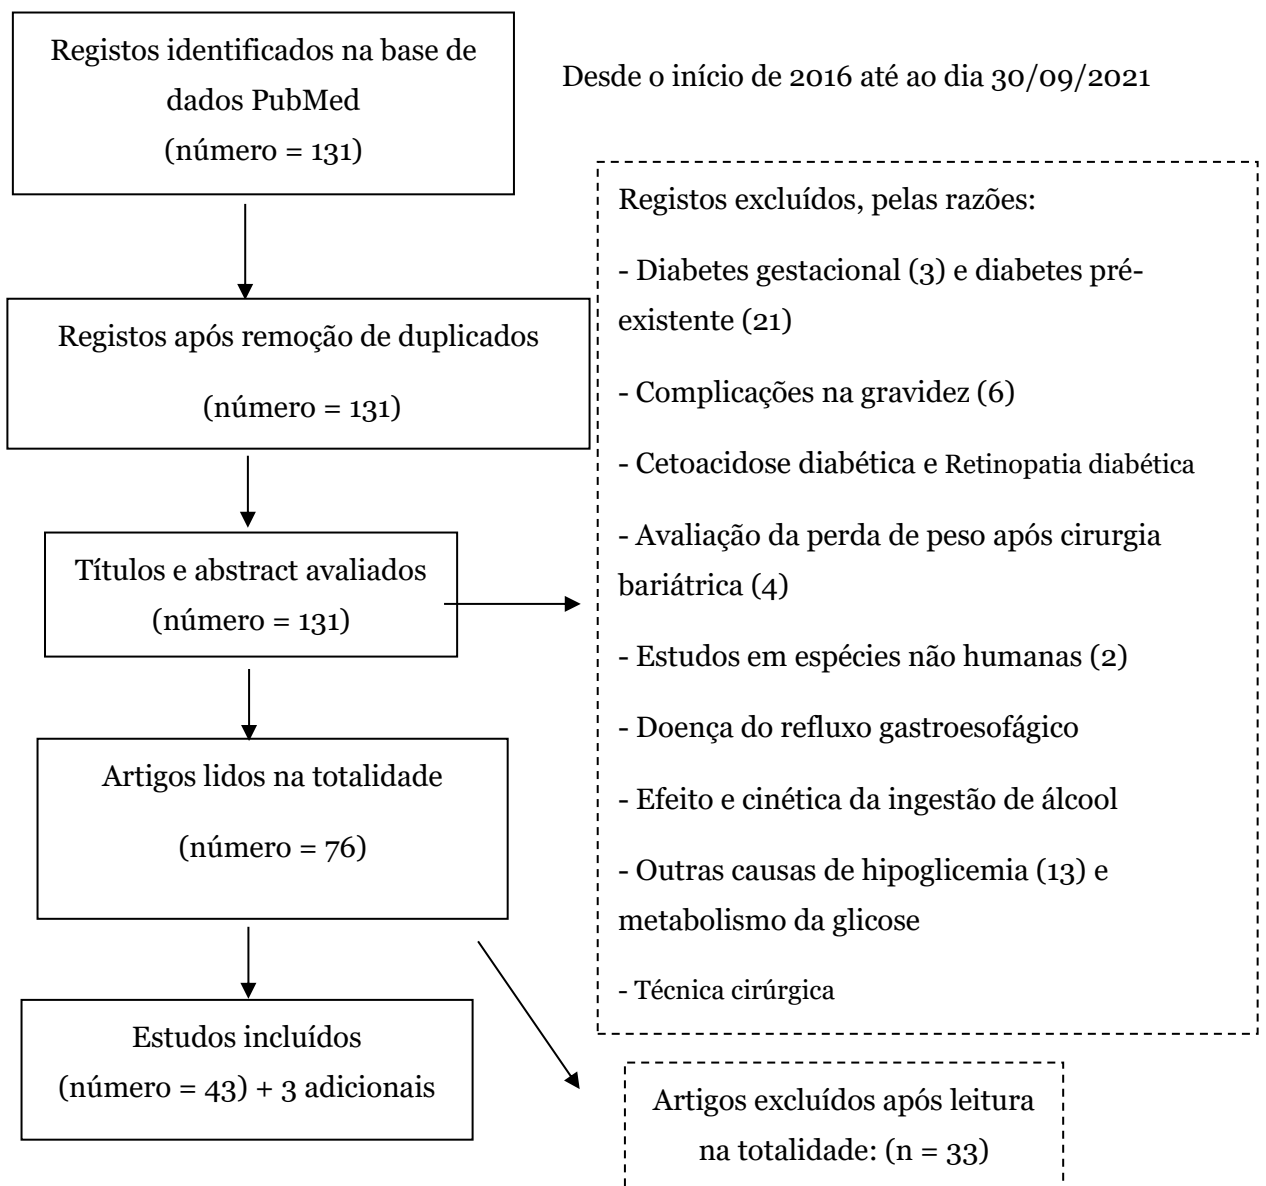 Registos identificados na base de
dados PubMed
(número = 131)
Desde o início de 2016 até ao dia 30/09/2021
Registos após remoção de duplicados
(número = 131)
Títulos e abstract avaliados
(número = 131)
Registos excluídos, pelas razões:
- Diabetes gestacional (3) e diabetes pré-
existente (21)
- Complicações na gravidez (6)
- Cetoacidose diabética e Retinopatia diabética
- Avaliação da perda de peso após cirurgia
bariátrica (4)
- Estudos em espécies não humanas (2)
- Doença do refluxo gastroesofágico
- Efeito e cinética da ingestão de álcool
- Outras causas de hipoglicemia (13) e
metabolismo da glicose
- Técnica cirúrgica
Artigos lidos na totalidade
(número = 76)
Estudos incluídos
(número = 43) + 3 adicionais
Artigos excluídos após leitura
na totalidade: (n = 33)